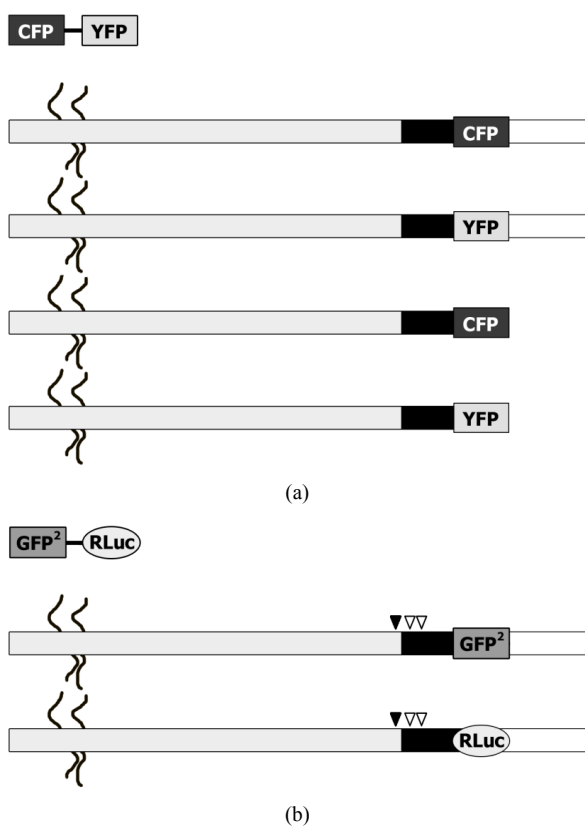 CFP YFP
CFP
YFP
CFP
YFP
(a)
GFP² RLuc
GFP²
RLuc
(b)